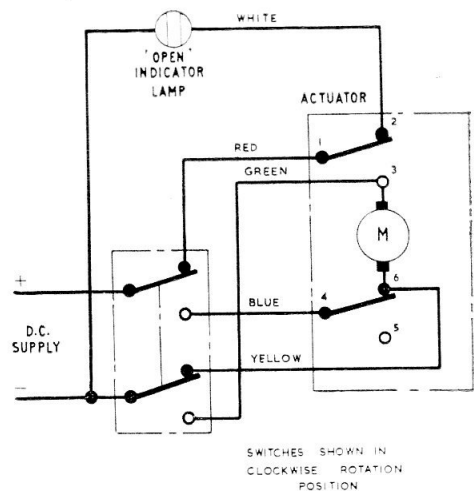 WHITE
'OPEN'
INDICATOR
LAMP
ACTUATOR
2
1
RED
GREEN
3
M
+
6
BLUE
4
D.C.
SUPPLY
5
YELLOW
−
SWITCHES SHOWN IN
CLOCKWISE ROTATION
POSITION